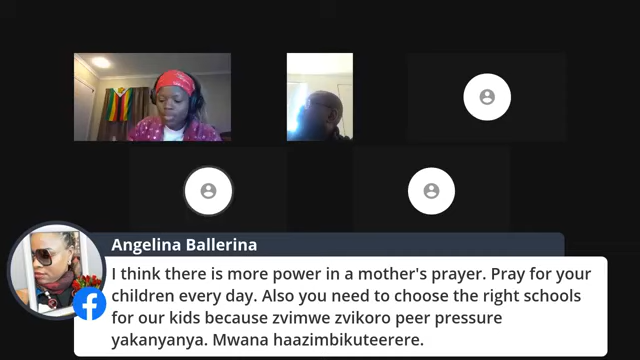 Angelina Ballerina
I think there is more power in a mother's prayer. Pray for your
children every day. Also you need to choose the right schools
for our kids because zvimwe zvikoro peer pressure
yakanyanya. Mwana haazimbikuteerere.